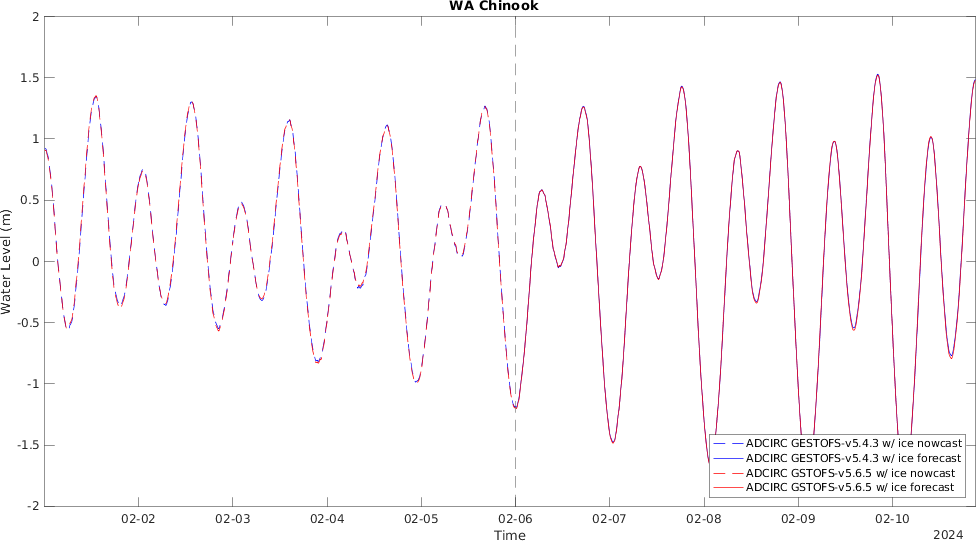 WA Chinook
2
1.5
1
0.5
0
-0.5
-1
-1.5
-2
Water Level (m)
ADCIRC GESTOFS-v5.4.3 w/ ice nowcast
ADCIRC GESTOFS-v5.4.3 w/ ice forecast
ADCIRC GSTOFS-v5.6.5 w/ ice nowcast
ADCIRC GSTOFS-v5.6.5 w/ ice forecast
02-02 02-03 02-04 02-05 02-06 02-07 02-08 02-09 02-10
Time
2024